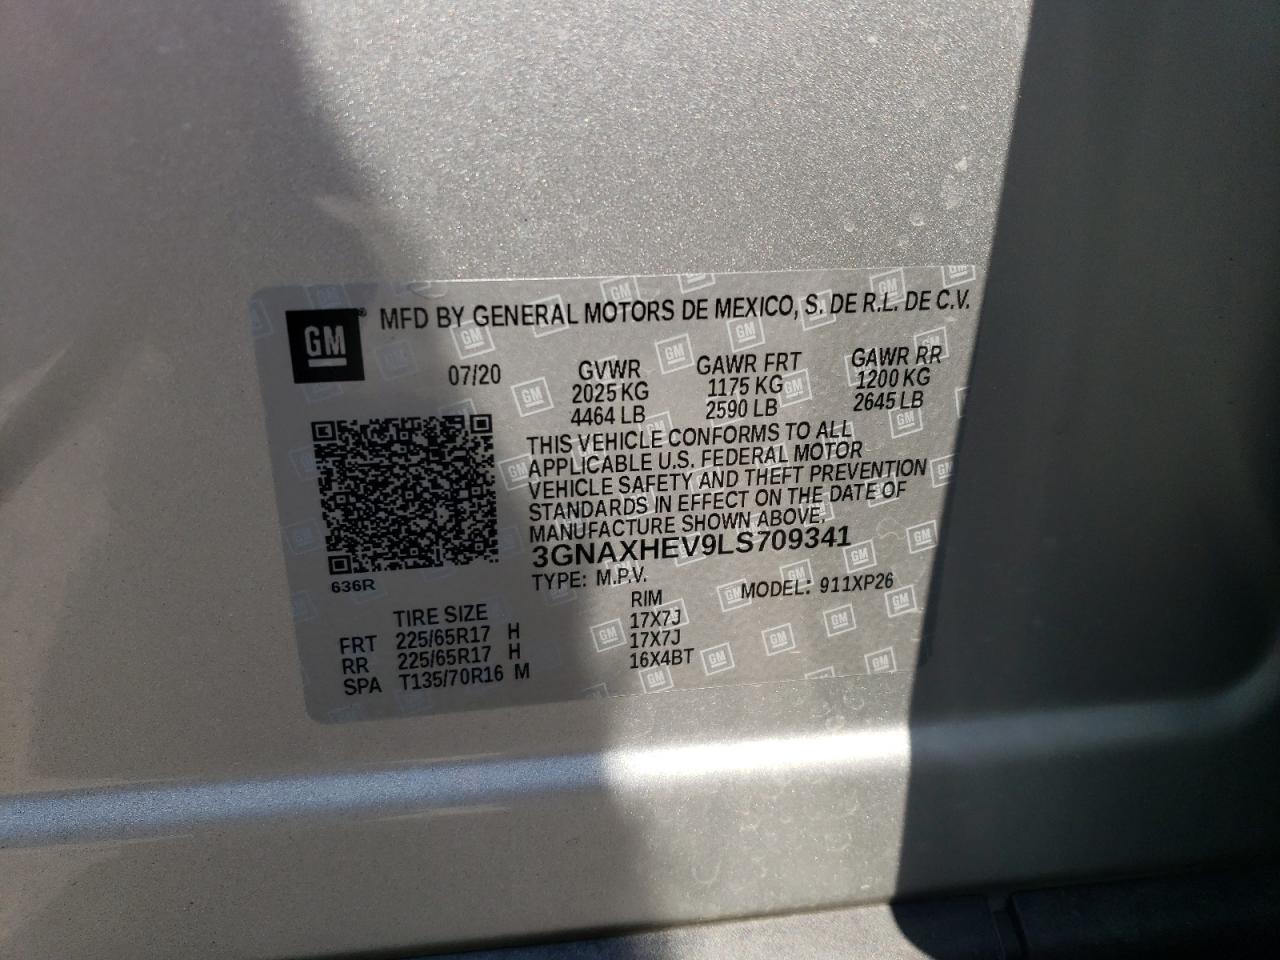 GM
MFD BY GENERAL MOTORS DE MEXICO, S. DE R.L. DE C.V.
07/20
GVWR GAWR FRT GAWR RR
2025 KG 1175 KG 1200 KG
4464 LB 2590 LB 2645 LB
THIS VEHICLE CONFORMS TO ALL
APPLICABLE U.S. FEDERAL MOTOR
VEHICLE SAFETY AND THEFT PREVENTION
STANDARDS IN EFFECT ON THE DATE OF
MANUFACTURE SHOWN ABOVE.
3GNAXHEV9LS709341
636R
TYPE: M.P.V. MODEL: 911XP26
TIRE SIZE RIM
FRT 225/65R17 H 17X7J
RR 225/65R17 H 17X7J
SPA T135/70R16 M 16X4BT